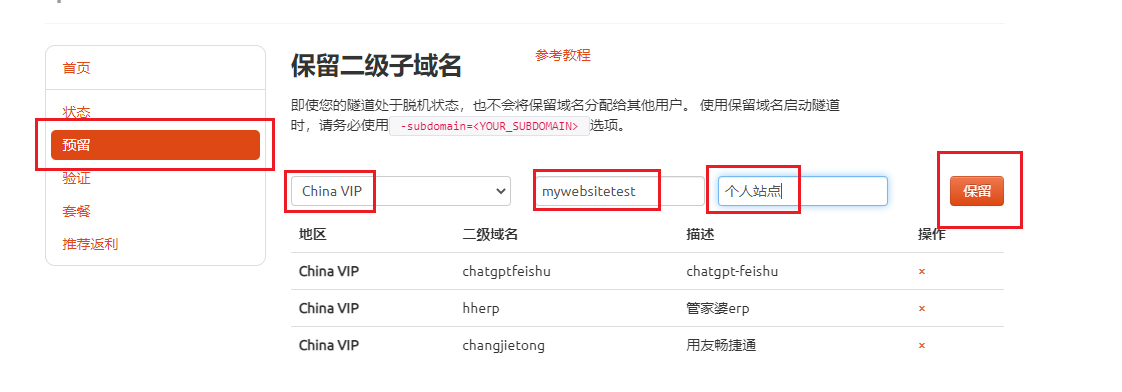 首页
状态
预留
验证
套餐
推荐返利
保留二级子域名 参考教程
即使您的隧道处于脱机状态，也不会将保留域名分配给其他用户。 使用保留域名启动隧道
时，请务必使用 -subdomain=<YOUR_SUBDOMAIN> 选项。
China VIP mywebsitetest 个人站点 保留
地区 二级域名 描述 操作
China VIP chatgptfeishu chatgpt-feishu ×
China VIP hherp 管家婆erp ×
China VIP changjietong 用友畅捷通 ×